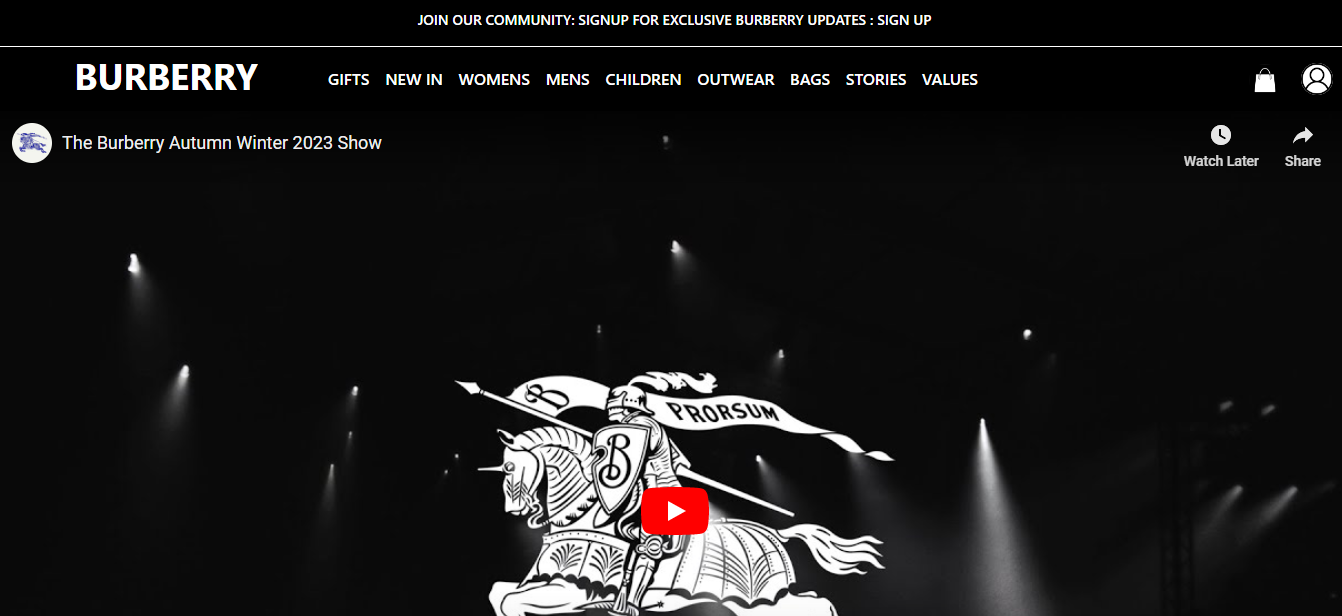 JOIN OUR COMMUNITY: SIGNUP FOR EXCLUSIVE BURBERRY UPDATES : SIGN UP
BURBERRY GIFTS NEW IN WOMENS MENS CHILDREN OUTWEAR BAGS STORIES VALUES
The Burberry Autumn Winter 2023 Show
Watch Later Share
B PRORSUM
B